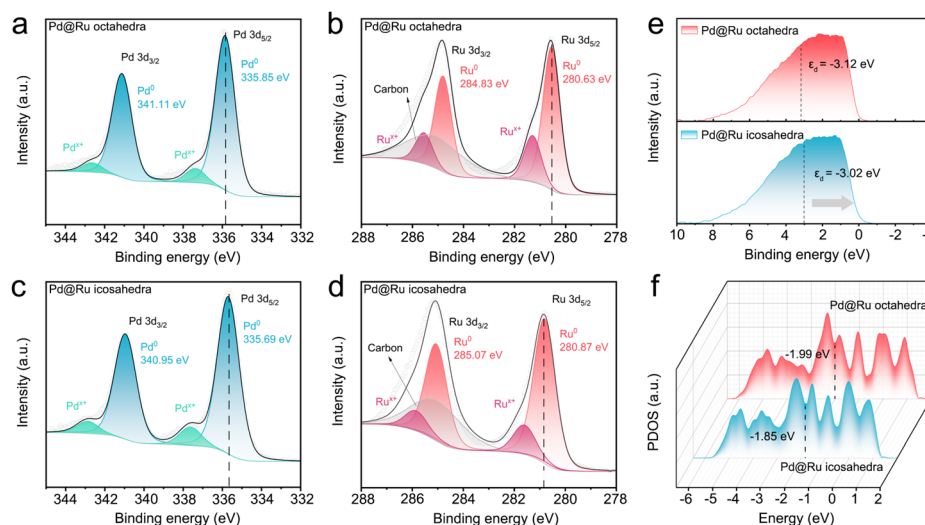 a
Pd@Ru octahedra
Pd 3d5/2
Pd 3d3/2
Pd⁰
335.85 eV
Pd⁰
341.11 eV
Pdˣ⁺
Pdˣ⁺
Intensity (a.u.)
344 342 340 338 336 334 332
Binding energy (eV)
b
Pd@Ru octahedra
Ru 3d3/2
Ru 3d5/2
Ru⁰
284.83 eV
Ru⁰
280.63 eV
Carbon
Ruˣ⁺
Ruˣ⁺
Intensity (a.u.)
288 286 284 282 280 278
Binding energy (eV)
e
Pd@Ru octahedra
εd = -3.12 eV
Pd@Ru icosahedra
εd = -3.02 eV
Intensity (a.u.)
10 8 6 4 2 0 -2
Binding energy (eV)
c
Pd@Ru icosahedra
Pd 3d5/2
Pd 3d3/2
Pd⁰
335.69 eV
Pd⁰
340.95 eV
Pdˣ⁺
Pdˣ⁺
Intensity (a.u.)
344 342 340 338 336 334 332
Binding energy (eV)
d
Pd@Ru icosahedra
Ru 3d5/2
Ru 3d3/2
Ru⁰
280.87 eV
Ru⁰
285.07 eV
Carbon
Ruˣ⁺
Ruˣ⁺
Intensity (a.u.)
288 286 284 282 280 278
Binding energy (eV)
f
Pd@Ru octahedra
-1.99 eV
-1.85 eV
Pd@Ru icosahedra
PDOS (a.u.)
-6 -5 -4 -3 -2 -1 0 1 2
Energy (eV)